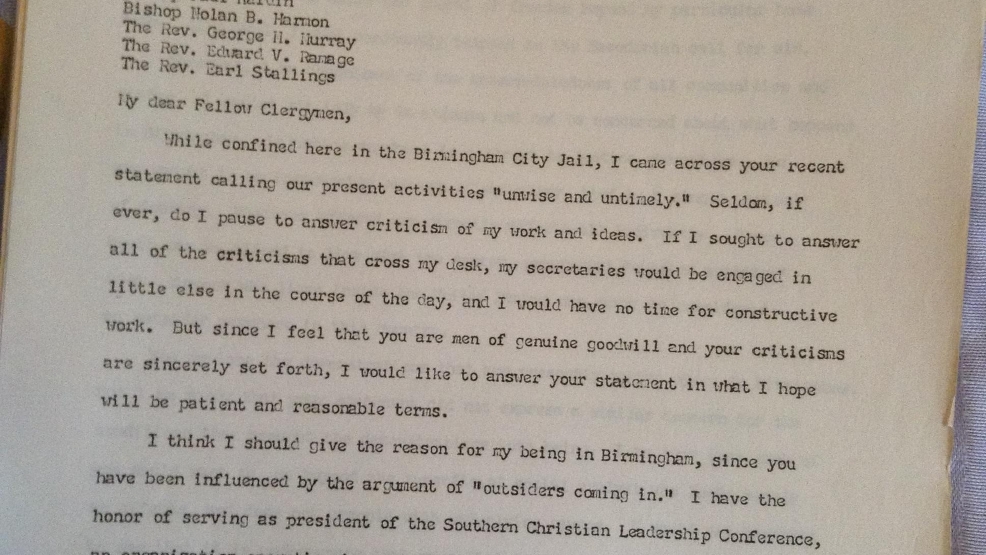 Bishop Nolan B. Harmon
The Rev. George H. Murray
The Rev. Edward V. Ramage
The Rev. Earl Stallings
My dear Fellow Clergymen,
While confined here in the Birmingham City Jail, I came across your recent
statement calling our present activities "unwise and untimely." Seldom, if
ever, do I pause to answer criticism of my work and ideas. If I sought to answer
all of the criticisms that cross my desk, my secretaries would be engaged in
little else in the course of the day, and I would have no time for constructive
work. But since I feel that you are men of genuine goodwill and your criticisms
are sincerely set forth, I would like to answer your statement in what I hope
will be patient and reasonable terms.
I think I should give the reason for my being in Birmingham, since you
have been influenced by the argument of "outsiders coming in." I have the
honor of serving as president of the Southern Christian Leadership Conference,